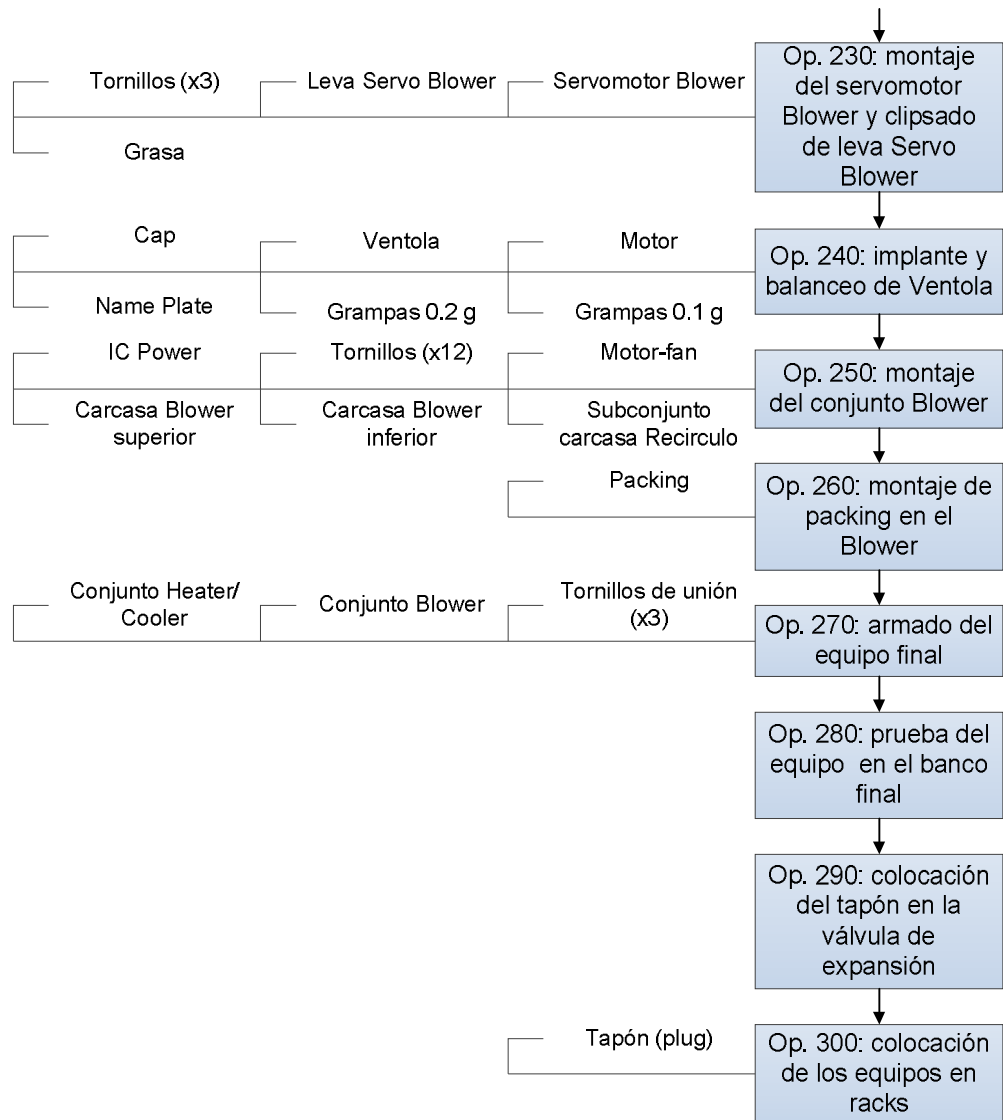 Tornillos (x3)
Leva Servo Blower
Servomotor Blower
Grasa
Op. 230: montaje
del servomotor
Blower y clipsado
de leva Servo
Blower
Cap
Ventola
Motor
Name Plate
Grampas 0.2 g
Grampas 0.1 g
Op. 240: implante y
balanceo de Ventola
IC Power
Tornillos (x12)
Motor-fan
Carcasa Blower
superior
Carcasa Blower
inferior
Subconjunto
carcasa Recirculo
Op. 250: montaje
del conjunto Blower
Packing
Op. 260: montaje de
packing en el
Blower
Conjunto Heater/
Cooler
Conjunto Blower
Tornillos de unión
(x3)
Op. 270: armado del
equipo final
Op. 280: prueba del
equipo en el banco
final
Op. 290: colocación
del tapón en la
válvula de
expansión
Tapón (plug)
Op. 300: colocación
de los equipos en
racks